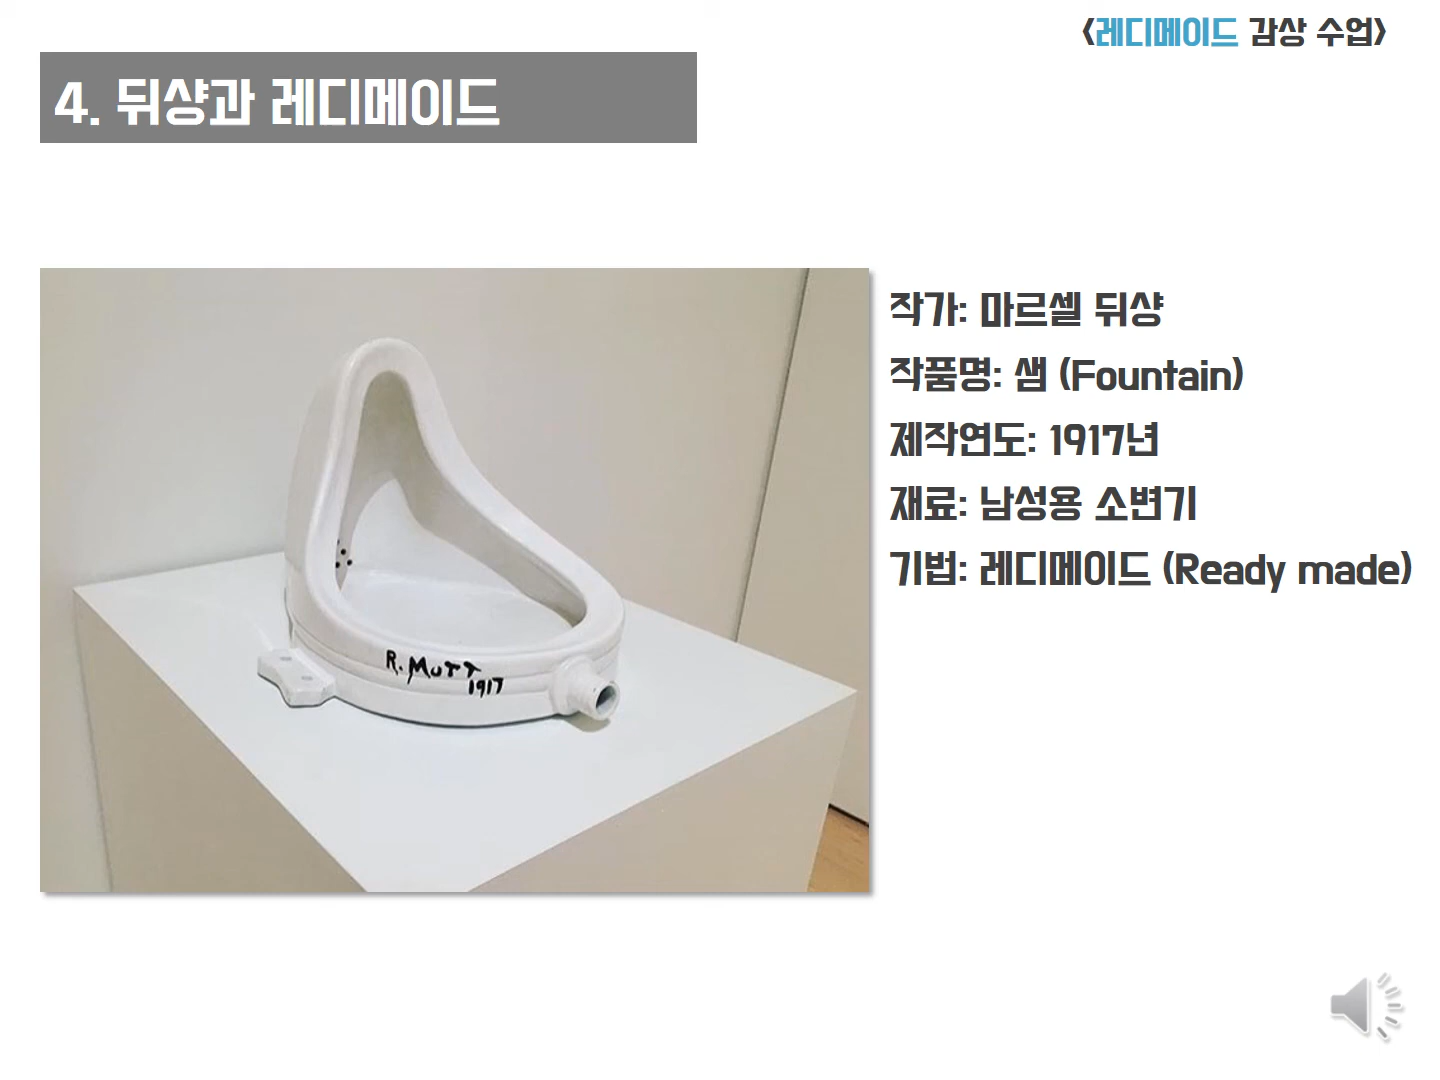 <레디메이드 감상 수업>
4. 뒤샹과 레디메이드
작가: 마르셀 뒤샹
작품명: 샘 (Fountain)
제작연도: 1917년
재료: 남성용 소변기
기법: 레디메이드 (Ready made)
R. MUTT
1917